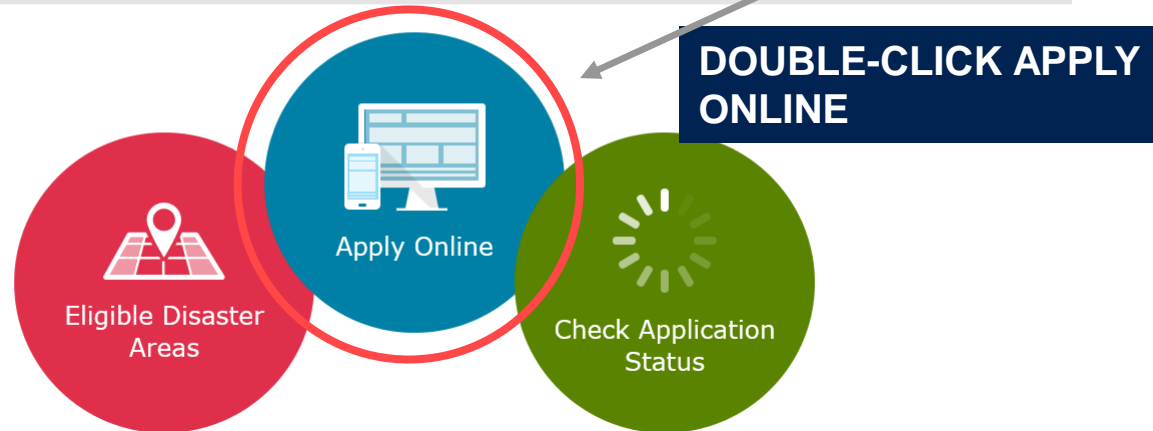 DOUBLE-CLICK APPLY
ONLINE
Apply Online
Eligible Disaster
Areas
Check Application
Status